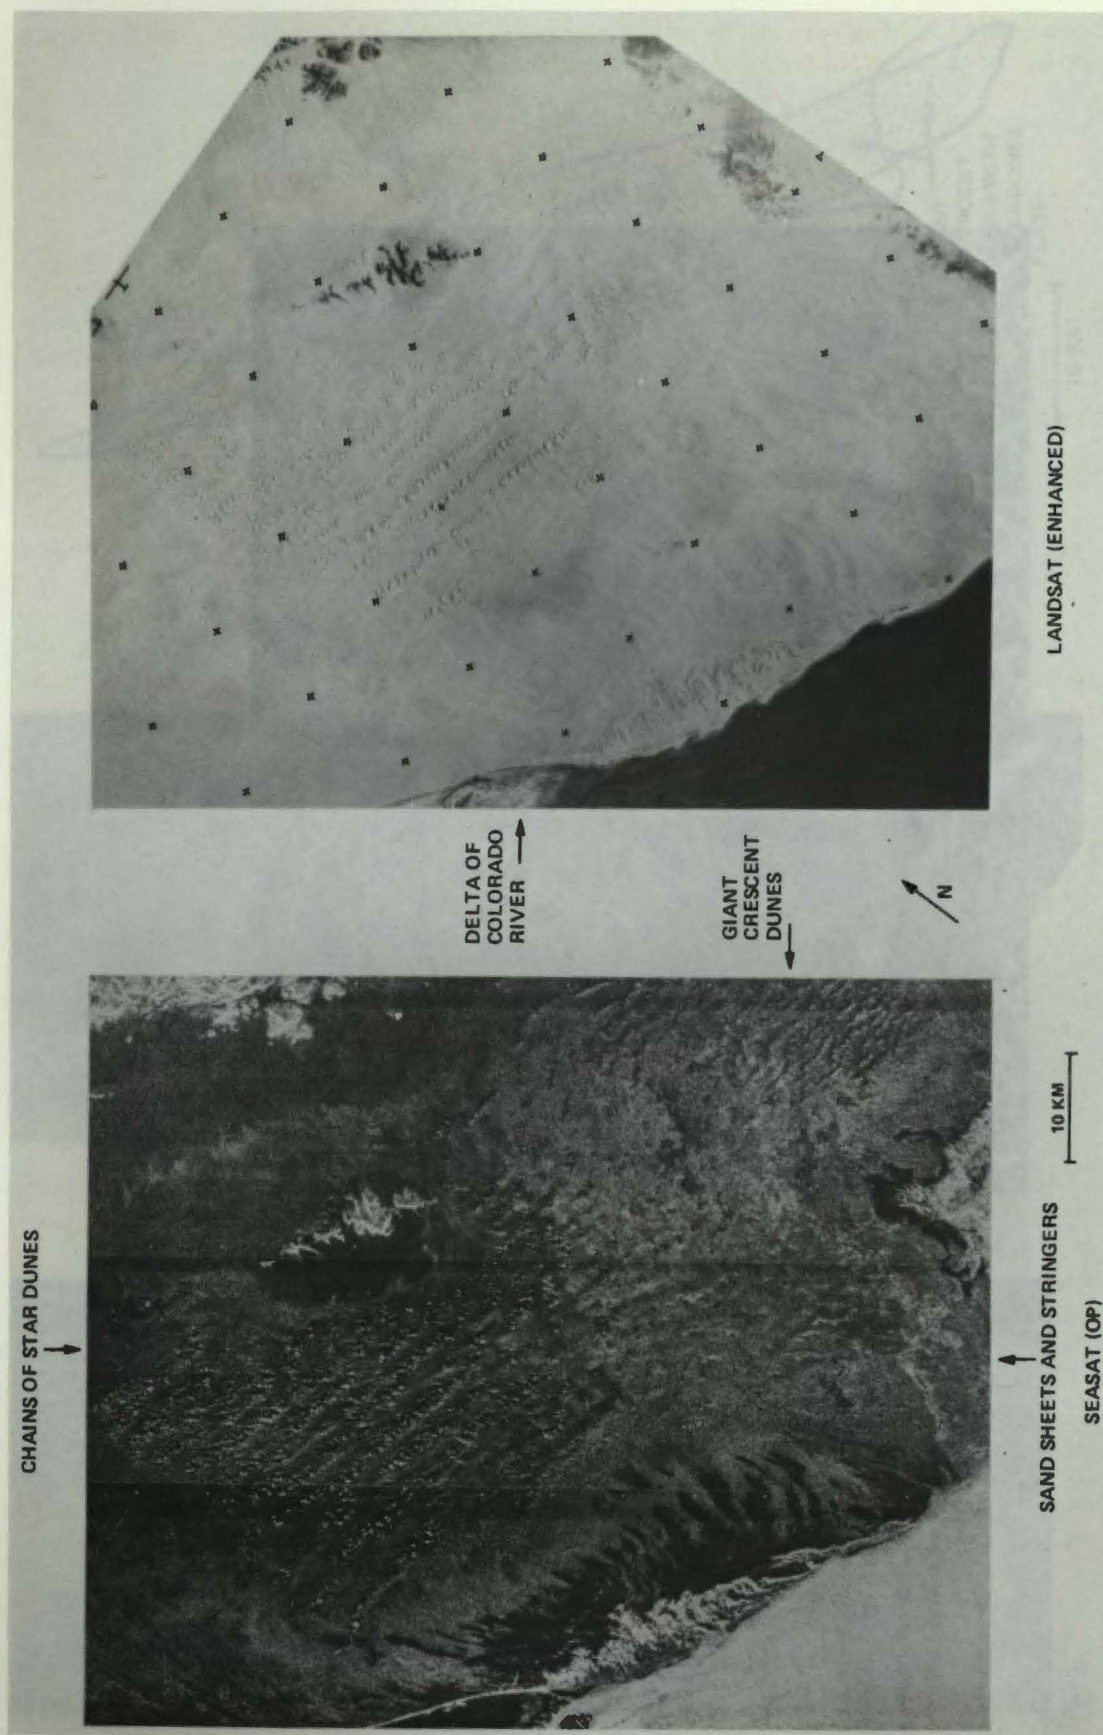 CHAINS OF STAR DUNES
DELTA OF
COLORADO
RIVER
GIANT
CRESCENT
DUNES
N
SAND SHEETS AND STRINGERS
10 KM
SEASAT (OP)
LANDSAT (ENHANCED)